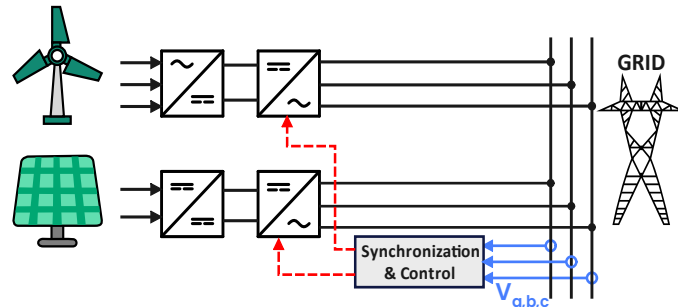 GRID
Synchronization
& Control
Va,b,c